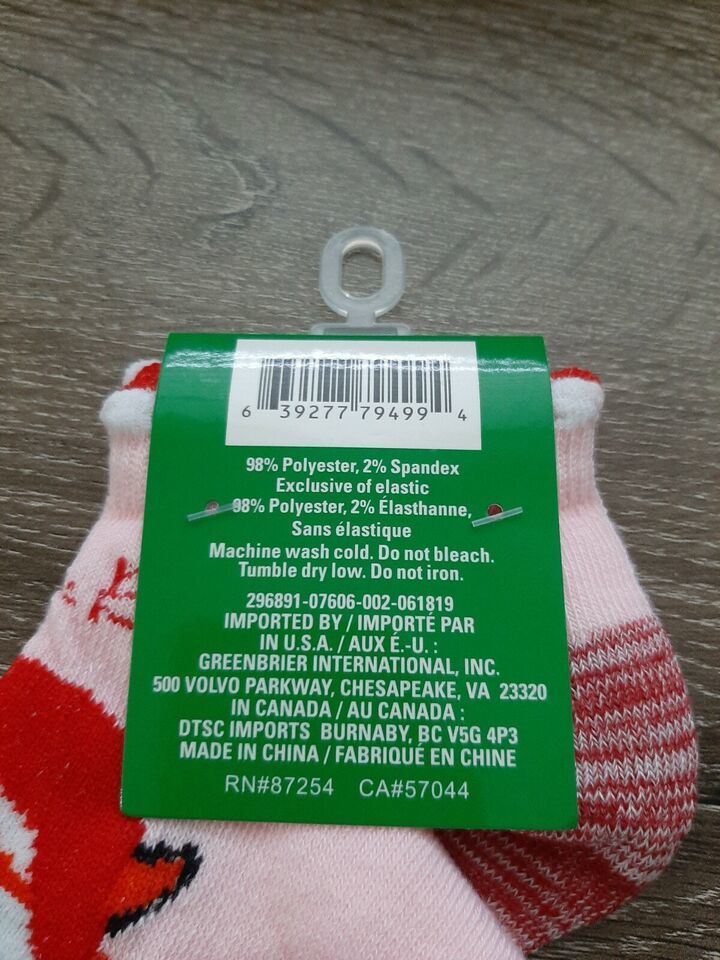 6 39277 79499 4
98% Polyester, 2% Spandex
Exclusive of elastic
98% Polyester, 2% Élasthanne,
Sans élastique
Machine wash cold. Do not bleach.
Tumble dry low. Do not iron.
296891-07606-002-061819
IMPORTED BY / IMPORTÉ PAR
IN U.S.A. / AUX É.-U. :
GREENBRIER INTERNATIONAL, INC.
500 VOLVO PARKWAY, CHESAPEAKE, VA 23320
IN CANADA / AU CANADA :
DTSC IMPORTS BURNABY, BC V5G 4P3
MADE IN CHINA / FABRIQUÉ EN CHINE
RN#87254 CA#57044